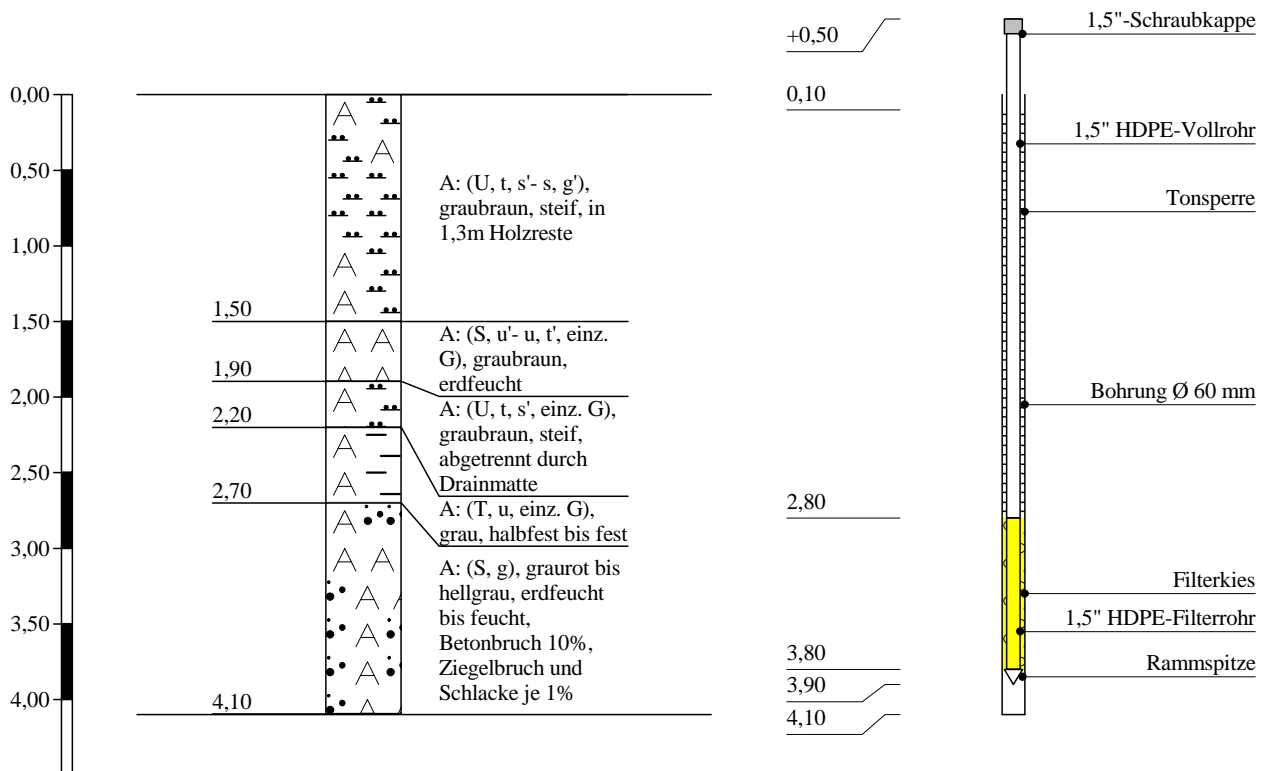 0,00
0,50
1,00
1,50
2,00
2,50
3,00
3,50
4,00
1,50
1,90
2,20
2,70
4,10
A: (U, t, s'- s, g'),
graubraun, steif, in
1,3m Holzreste
A: (S, u'- u, t', einz.
G), graubraun,
erdfeucht
A: (U, t, s', einz. G),
graubraun, steif,
abgetrennt durch
Drainmatte
A: (T, u, einz. G),
grau, halbfest bis fest
A: (S, g), graurot bis
hellgrau, erdfeucht
bis feucht,
Betonbruch 10%,
Ziegelbruch und
Schlacke je 1%
+0,50
0,10
2,80
3,80
3,90
4,10
1,5"-Schraubkappe
1,5" HDPE-Vollrohr
Tonsperre
Bohrung Ø 60 mm
Filterkies
1,5" HDPE-Filterrohr
Rammspitze